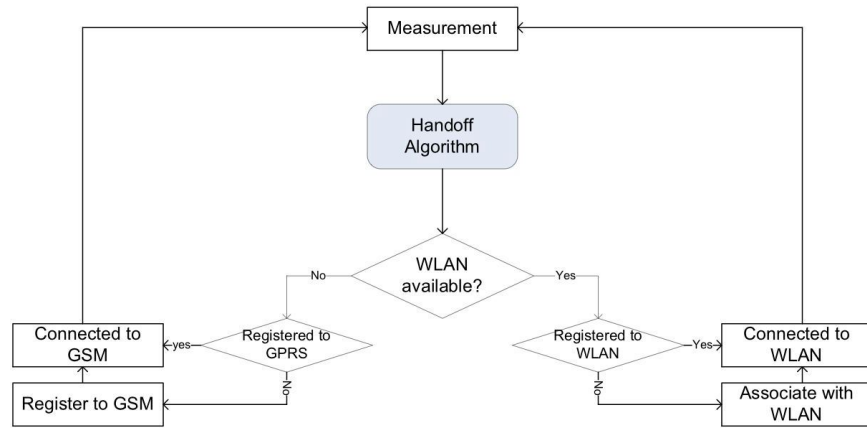 Measurement
Handoff
Algorithm
WLAN
available?
No
Yes
Connected to
GSM
yes
Registered to
GPRS
Registered to
WLAN
Yes
Connected to
WLAN
No
No
Register to GSM
Associate with
WLAN